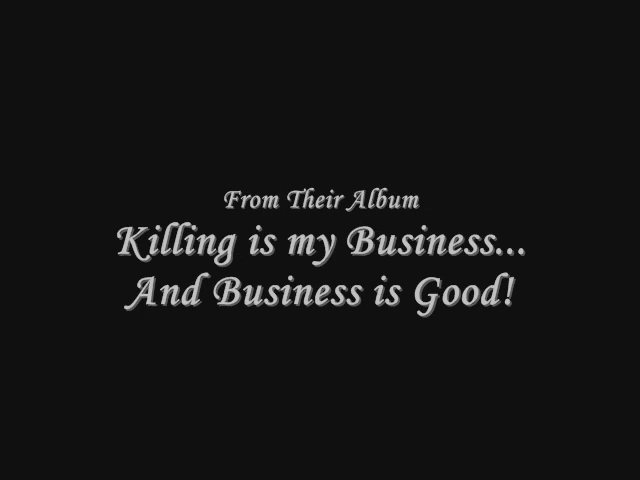 From Their Album
Killing is my Business...
And Business is Good!